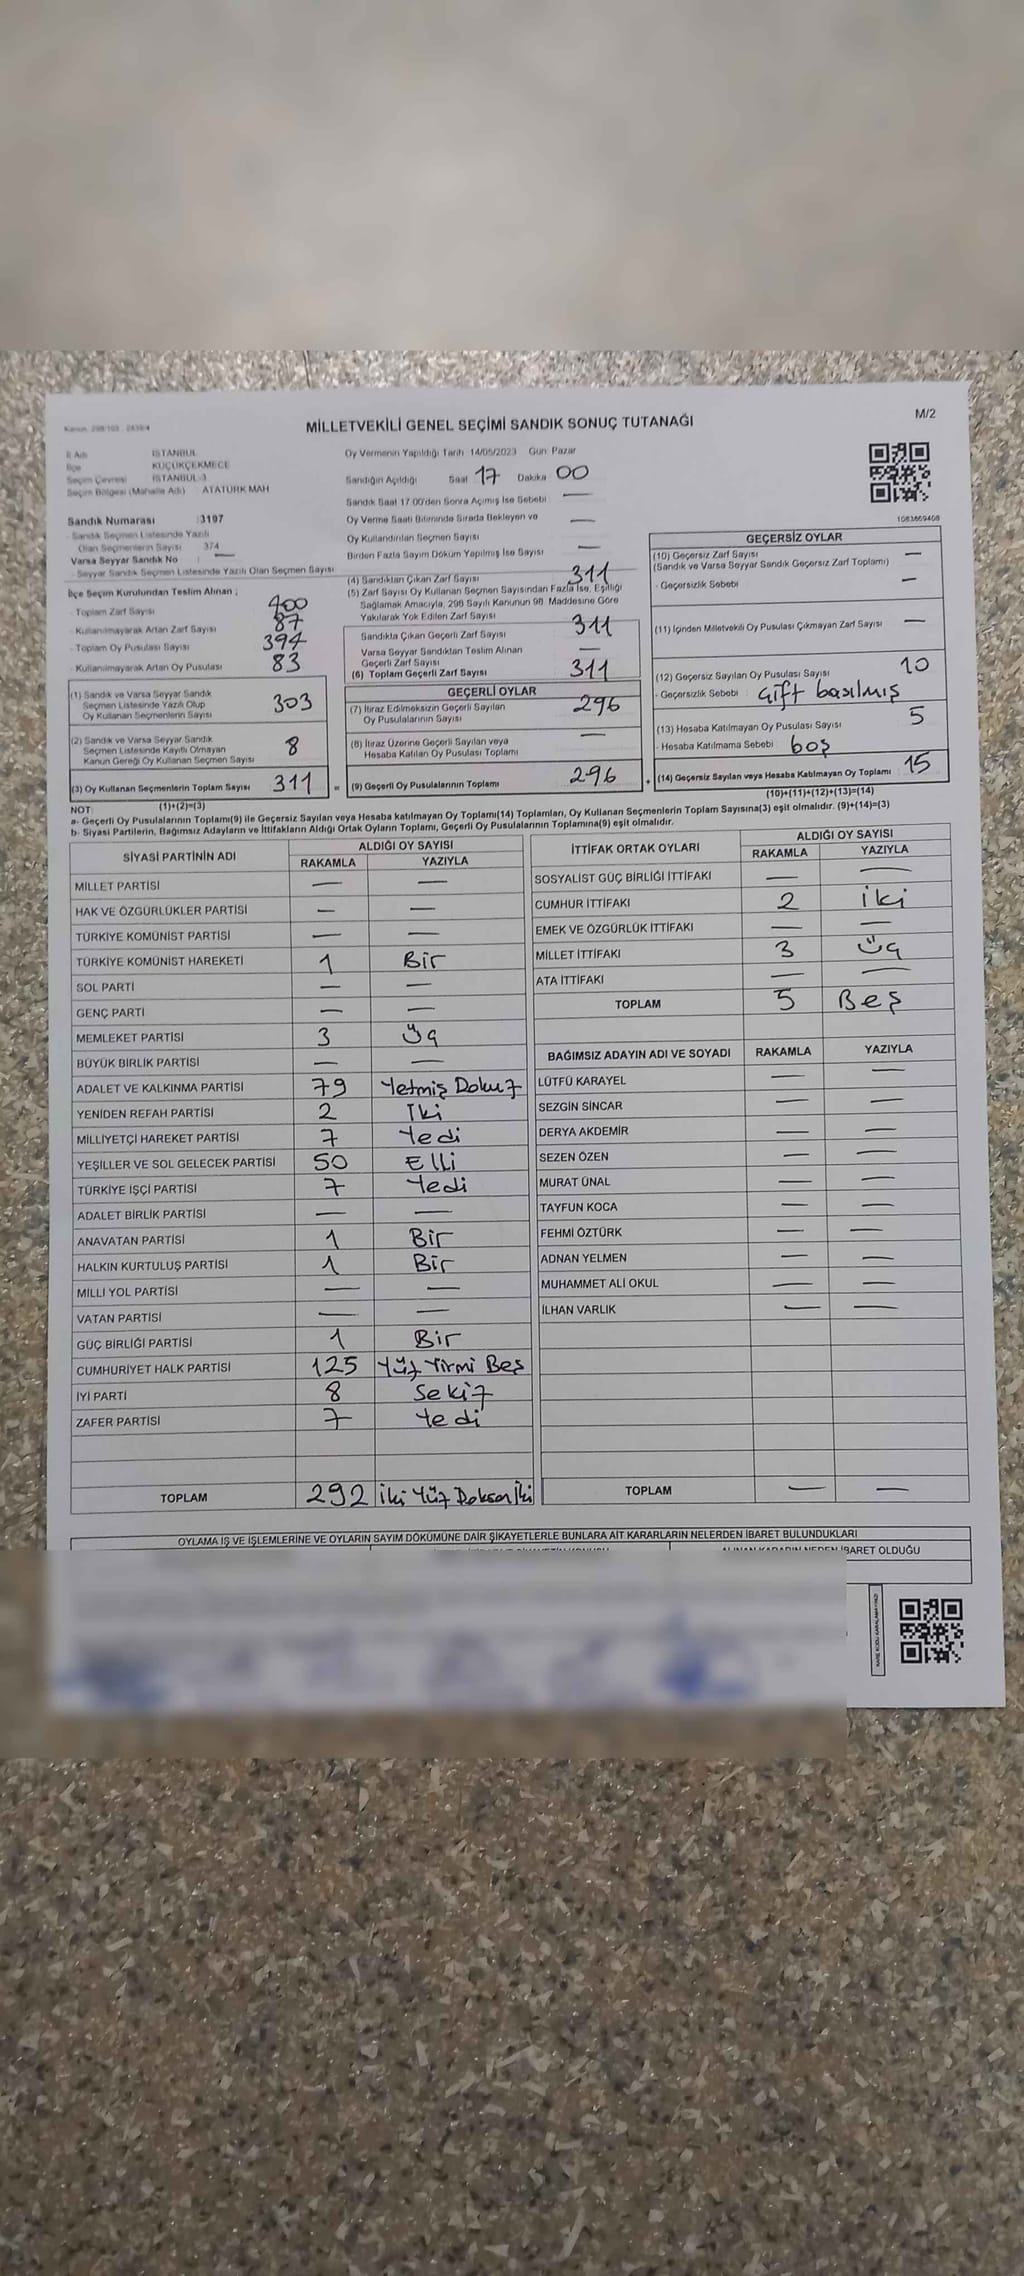 Kanun: 298/103 - 2839/4
MİLLETVEKİLİ GENEL SEÇİMİ SANDIK SONUÇ TUTANAĞI
M/2
İl Adı İSTANBUL
İlçe KÜÇÜKÇEKMECE
Seçim Çevresi İSTANBUL-3
Seçim Bölgesi (Mahalle Adı) ATATÜRK MAH
Sandık Numarası :3197
- Sandık Seçmen Listesinde Yazılı
Olan Seçmenlerin Sayısı 374
Varsa Seyyar Sandık No : —
- Seyyar Sandık Seçmen Listesinde Yazılı Olan Seçmen Sayısı
Oy Vermenin Yapıldığı Tarih 14/05/2023 Gün: Pazar
Sandığın Açıldığı Saat 17 Dakika 00
Sandık Saat 17.00'den Sonra Açılmış İse Sebebi —
Oy Verme Saati Bitiminde Sırada Bekleyen ve
Oy Kullandırılan Seçmen Sayısı —
Birden Fazla Sayım Döküm Yapılmış İse Sayısı —
1083669408
İlçe Seçim Kurulundan Teslim Alınan ;
- Toplam Zarf Sayısı 400
- Kullanılmayarak Artan Zarf Sayısı 87
- Toplam Oy Pusulası Sayısı 394
- Kullanılmayarak Artan Oy Pusulası 83
(1) Sandık ve Varsa Seyyar Sandık
Seçmen Listesinde Yazılı Olup
Oy Kullanan Seçmenlerin Sayısı 303
(2) Sandık ve Varsa Seyyar Sandık
Seçmen Listesinde Kayıtlı Olmayan
Kanun Gereği Oy Kullanan Seçmen Sayısı 8
(3) Oy Kullanan Seçmenlerin Toplam Sayısı 311 =
(1)+(2)=(3)
(4) Sandıktan Çıkan Zarf Sayısı 311
(5) Zarf Sayısı Oy Kullanan Seçmen Sayısından Fazla İse, Eşitliği
Sağlamak Amacıyla, 298 Sayılı Kanunun 98. Maddesine Göre
Yakılarak Yok Edilen Zarf Sayısı
Sandıkta Çıkan Geçerli Zarf Sayısı 311
Varsa Seyyar Sandıktan Teslim Alınan
Geçerli Zarf Sayısı —
(6) Toplam Geçerli Zarf Sayısı 311
GEÇERLİ OYLAR
(7) İtiraz Edilmeksizin Geçerli Sayılan
Oy Pusulalarının Sayısı 296
(8) İtiraz Üzerine Geçerli Sayılan veya
Hesaba Katılan Oy Pusulası Toplamı —
(9) Geçerli Oy Pusulalarının Toplamı 296 +
GEÇERSİZ OYLAR
(10) Geçersiz Zarf Sayısı —
(Sandık ve Varsa Seyyar Sandık Geçersiz Zarf Toplamı)
- Geçersizlik Sebebi —
(11) İçinden Milletvekili Oy Pusulası Çıkmayan Zarf Sayısı —
(12) Geçersiz Sayılan Oy Pusulası Sayısı 10
- Geçersizlik Sebebi : Çift basılmış
(13) Hesaba Katılmayan Oy Pusulası Sayısı 5
- Hesaba Katılmama Sebebi : boş
(14) Geçersiz Sayılan veya Hesaba Katılmayan Oy Toplamı 15
(10)+(11)+(12)+(13)=(14)
NOT:
a- Geçerli Oy Pusulalarının Toplamı(9) ile Geçersiz Sayılan veya Hesaba katılmayan Oy Toplamı(14) Toplamları, Oy Kullanan Seçmenlerin Toplam Sayısına(3) eşit olmalıdır. (9)+(14)=(3)
b- Siyasi Partilerin, Bağımsız Adayların ve İttifakların Aldığı Ortak Oyların Toplamı, Geçerli Oy Pusulalarının Toplamına(9) eşit olmalıdır.
SİYASİ PARTİNİN ADI ALDIĞI OY SAYISI
RAKAMLA YAZIYLA
MİLLET PARTİSİ — —
HAK VE ÖZGÜRLÜKLER PARTİSİ — —
TÜRKİYE KOMÜNİST PARTİSİ — —
TÜRKİYE KOMÜNİST HAREKETİ 1 Bir
SOL PARTİ — —
GENÇ PARTİ — —
MEMLEKET PARTİSİ 3 Üç
BÜYÜK BİRLİK PARTİSİ — —
ADALET VE KALKINMA PARTİSİ 79 Yetmiş Dokuz
YENİDEN REFAH PARTİSİ 2 İki
MİLLİYETÇİ HAREKET PARTİSİ 7 Yedi
YEŞİLLER VE SOL GELECEK PARTİSİ 50 Elli
TÜRKİYE İŞÇİ PARTİSİ 7 Yedi
ADALET BİRLİK PARTİSİ — —
ANAVATAN PARTİSİ 1 Bir
HALKIN KURTULUŞ PARTİSİ 1 Bir
MİLLİ YOL PARTİSİ — —
VATAN PARTİSİ — —
GÜÇ BİRLİĞİ PARTİSİ 1 Bir
CUMHURİYET HALK PARTİSİ 125 Yüz Yirmi Beş
İYİ PARTİ 8 Sekiz
ZAFER PARTİSİ 7 Yedi
TOPLAM 292 İki Yüz Doksan İki
İTTİFAK ORTAK OYLARI ALDIĞI OY SAYISI
RAKAMLA YAZIYLA
SOSYALİST GÜÇ BİRLİĞİ İTTİFAKI — —
CUMHUR İTTİFAKI 2 İki
EMEK VE ÖZGÜRLÜK İTTİFAKI — —
MİLLET İTTİFAKI 3 Üç
ATA İTTİFAKI — —
TOPLAM 5 Beş
BAĞIMSIZ ADAYIN ADI VE SOYADI RAKAMLA YAZIYLA
LÜTFÜ KARAYEL — —
SEZGİN SİNCAR — —
DERYA AKDEMİR — —
SEZEN ÖZEN — —
MURAT ÜNAL — —
TAYFUN KOCA — —
FEHMİ ÖZTÜRK — —
ADNAN YELMEN — —
MUHAMMET ALİ OKUL — —
İLHAN VARLIK — —
TOPLAM — —
OYLAMA İŞ VE İŞLEMLERİNE VE OYLARIN SAYIM DÖKÜMÜNE DAİR ŞİKAYETLERLE BUNLARA AİT KARARLARIN NELERDEN İBARET BULUNDUKLARI
ALINAN KARARIN NEDEN İBARET OLDUĞU
KARE KODU KARALAMAYINIZ!